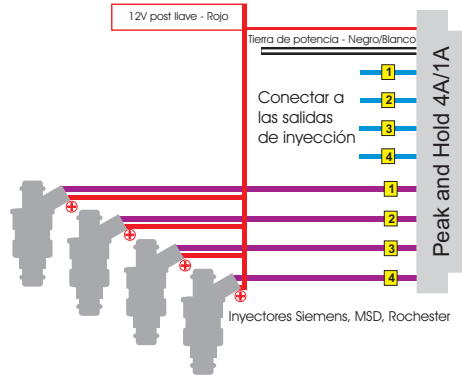 12V post llave - Rojo
Tierra de potencia - Negro/Blanco
1
2
3
4
Conectar a
las salidas
de inyección
Peak and Hold 4A/1A
1
2
3
4
Inyectores Siemens, MSD, Rochester